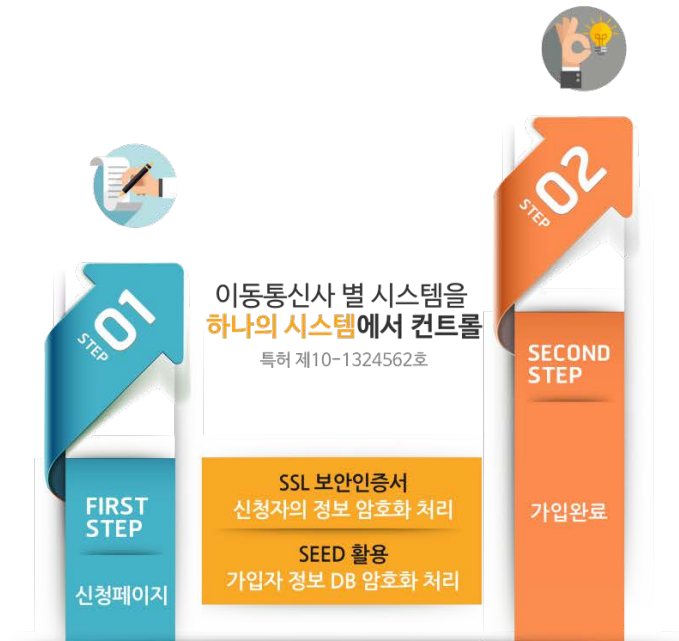 STEP 01
FIRST
STEP
신청페이지
이동통신사 별 시스템을
하나의 시스템에서 컨트롤
특허 제10-1324562호
SSL 보안인증서
신청자의 정보 암호화 처리
SEED 활용
가입자 정보 DB 암호화 처리
STEP 02
SECOND
STEP
가입완료